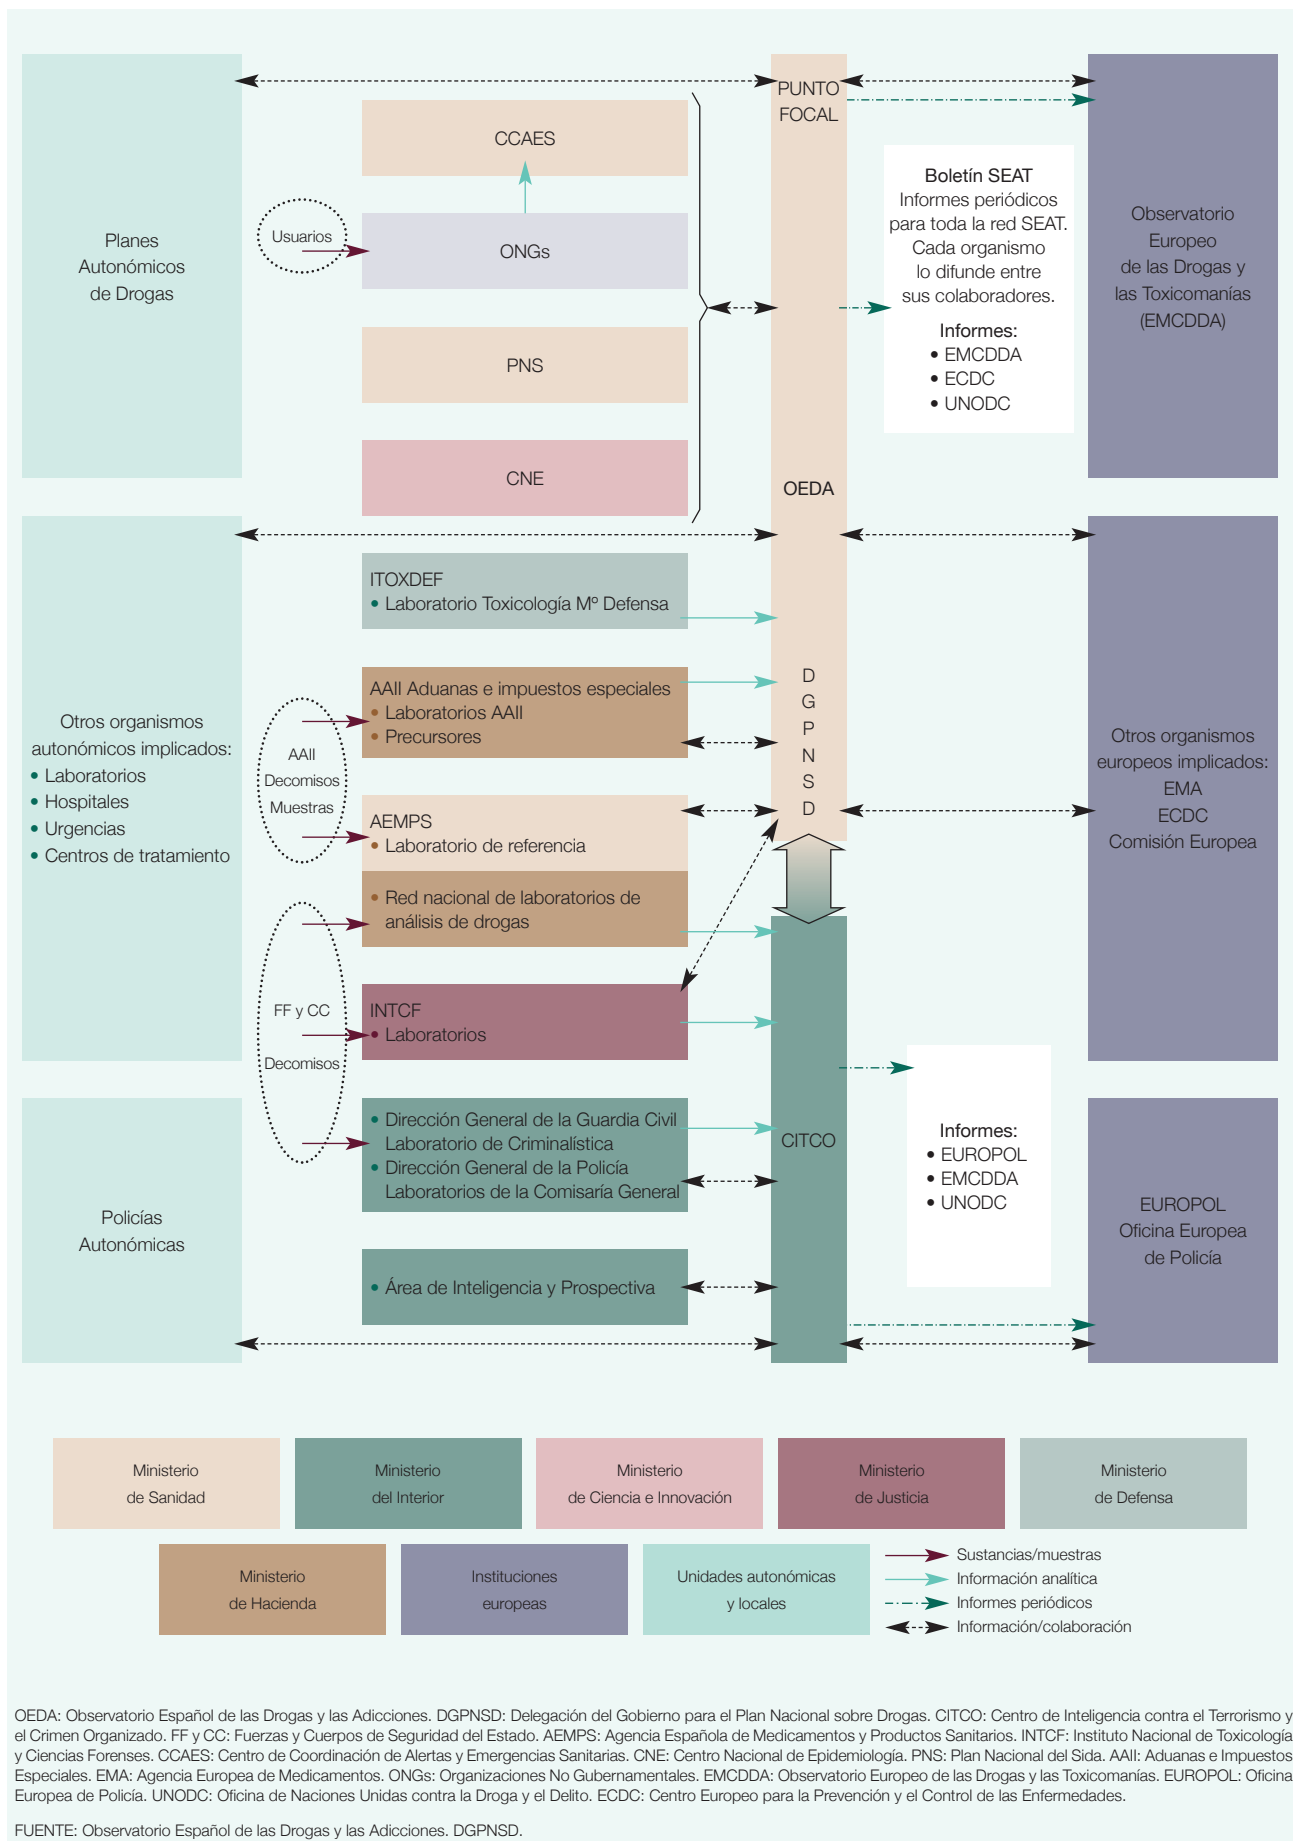 Planes
Autonómicos
de Drogas
CCAES
Usuarios
ONGs
PNS
CNE
PUNTO
FOCAL
OEDA
D
G
P
N
S
D
Boletín SEAT
Informes periódicos
para toda la red SEAT.
Cada organismo
lo difunde entre
sus colaboradores.
Informes:
• EMCDDA
• ECDC
• UNODC
Observatorio
Europeo
de las Drogas y
las Toxicomanías
(EMCDDA)
Otros organismos
autonómicos implicados:
• Laboratorios
• Hospitales
• Urgencias
• Centros de tratamiento
ITOXDEF
• Laboratorio Toxicología Mº Defensa
AAII
Decomisos
Muestras
AAII Aduanas e impuestos especiales
• Laboratorios AAII
• Precursores
AEMPS
• Laboratorio de referencia
• Red nacional de laboratorios de
análisis de drogas
FF y CC
Decomisos
INTCF
• Laboratorios
Otros organismos
europeos implicados:
EMA
ECDC
Comisión Europea
Policías
Autonómicas
• Dirección General de la Guardia Civil
Laboratorio de Criminalística
• Dirección General de la Policía
Laboratorios de la Comisaría General
• Área de Inteligencia y Prospectiva
CITCO
Informes:
• EUROPOL
• EMCDDA
• UNODC
EUROPOL
Oficina Europea
de Policía
Ministerio
de Sanidad
Ministerio
del Interior
Ministerio
de Ciencia e Innovación
Ministerio
de Justicia
Ministerio
de Defensa
Ministerio
de Hacienda
Instituciones
europeas
Unidades autonómicas
y locales
Sustancias/muestras
Información analítica
Informes periódicos
Información/colaboración
OEDA: Observatorio Español de las Drogas y las Adicciones. DGPNSD: Delegación del Gobierno para el Plan Nacional sobre Drogas. CITCO: Centro de Inteligencia contra el Terrorismo y
el Crimen Organizado. FF y CC: Fuerzas y Cuerpos de Seguridad del Estado. AEMPS: Agencia Española de Medicamentos y Productos Sanitarios. INTCF: Instituto Nacional de Toxicología
y Ciencias Forenses. CCAES: Centro de Coordinación de Alertas y Emergencias Sanitarias. CNE: Centro Nacional de Epidemiología. PNS: Plan Nacional del Sida. AAII: Aduanas e Impuestos
Especiales. EMA: Agencia Europea de Medicamentos. ONGs: Organizaciones No Gubernamentales. EMCDDA: Observatorio Europeo de las Drogas y las Toxicomanías. EUROPOL: Oficina
Europea de Policía. UNODC: Oficina de Naciones Unidas contra la Droga y el Delito. ECDC: Centro Europeo para la Prevención y el Control de las Enfermedades.
FUENTE: Observatorio Español de las Drogas y las Adicciones. DGPNSD.